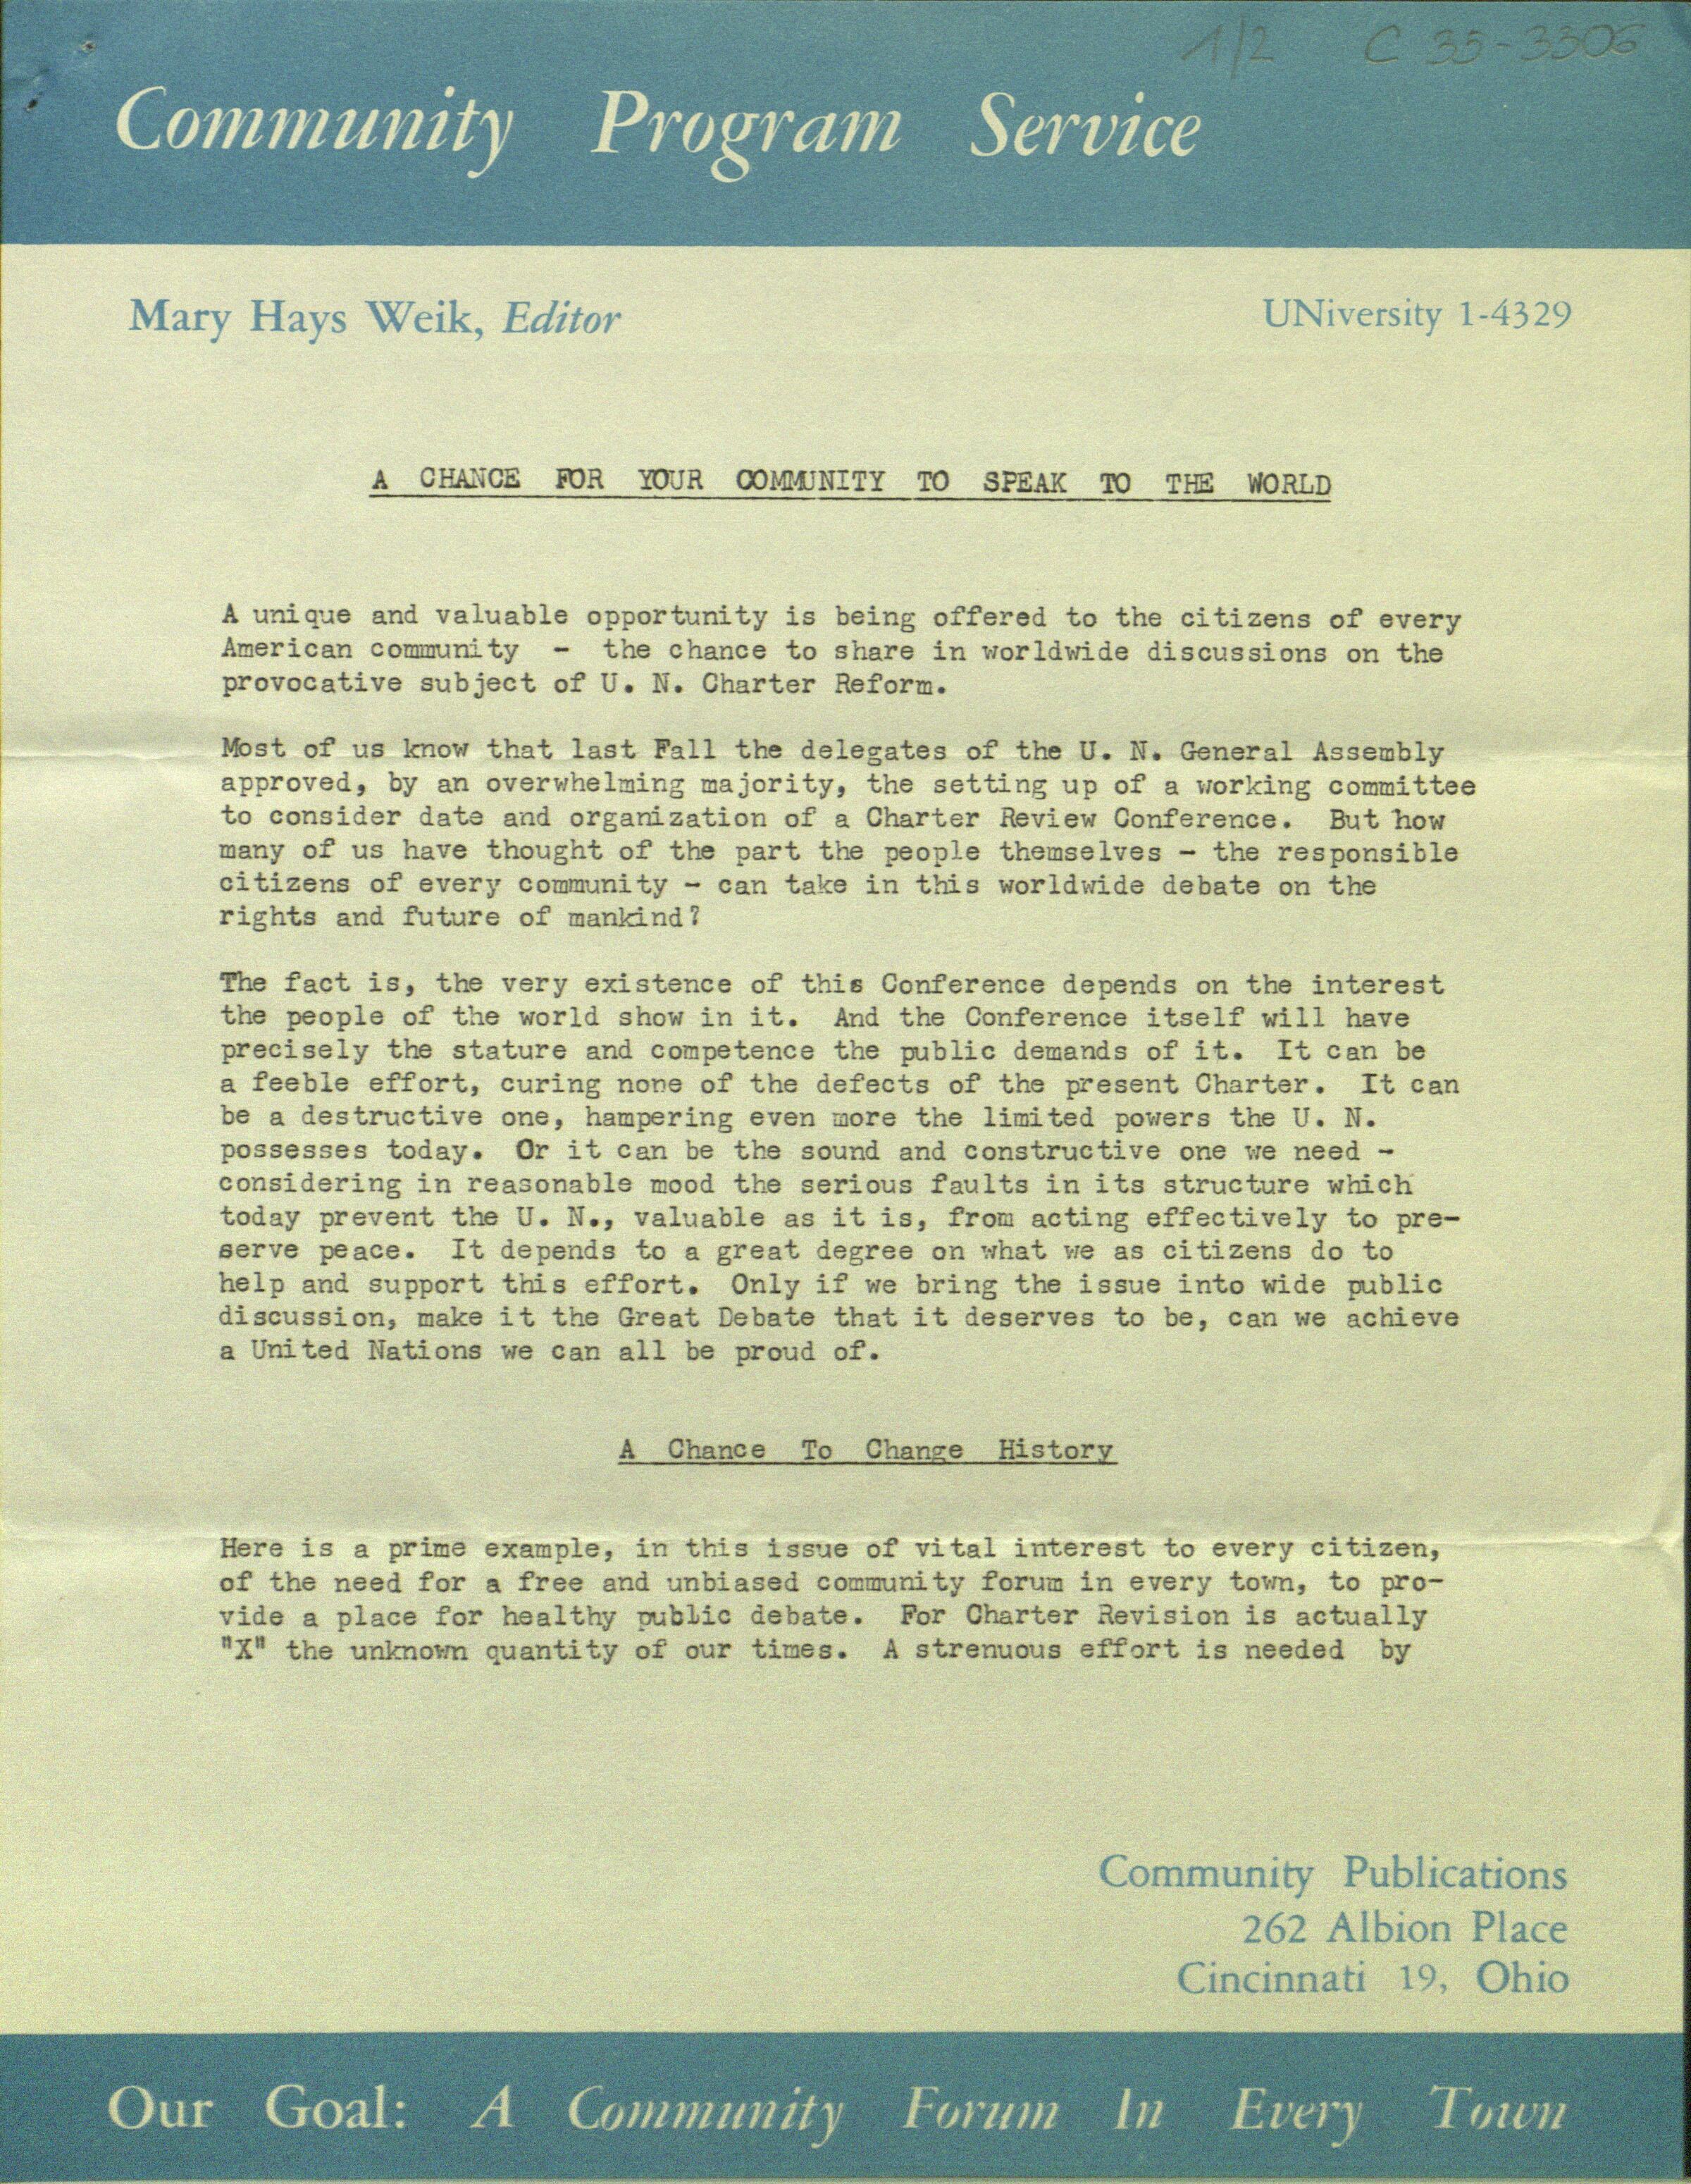 1/2 C 35-3306
Community Program Service
Mary Hays Weik, Editor
UNiversity 1-4329
A CHANCE FOR YOUR COMMUNITY TO SPEAK TO THE WORLD
A unique and valuable opportunity is being offered to the citizens of every
American community - the chance to share in worldwide discussions on the
provocative subject of U. N. Charter Reform.
Most of us know that last Fall the delegates of the U. N. General Assembly
approved, by an overwhelming majority, the setting up of a working committee
to consider date and organization of a Charter Review Conference. But how
many of us have thought of the part the people themselves - the responsible
citizens of every community - can take in this worldwide debate on the
rights and future of mankind?
The fact is, the very existence of this Conference depends on the interest
the people of the world show in it. And the Conference itself will have
precisely the stature and competence the public demands of it. It can be
a feeble effort, curing none of the defects of the present Charter. It can
be a destructive one, hampering even more the limited powers the U. N.
possesses today. Or it can be the sound and constructive one we need -
considering in reasonable mood the serious faults in its structure which
today prevent the U. N., valuable as it is, from acting effectively to pre-
serve peace. It depends to a great degree on what we as citizens do to
help and support this effort. Only if we bring the issue into wide public
discussion, make it the Great Debate that it deserves to be, can we achieve
a United Nations we can all be proud of.
A Chance To Change History
Here is a prime example, in this issue of vital interest to every citizen,
of the need for a free and unbiased community forum in every town, to pro-
vide a place for healthy public debate. For Charter Revision is actually
"X" the unknown quantity of our times. A strenuous effort is needed by
Community Publications
262 Albion Place
Cincinnati 19, Ohio
Our Goal: A Community Forum In Every Town